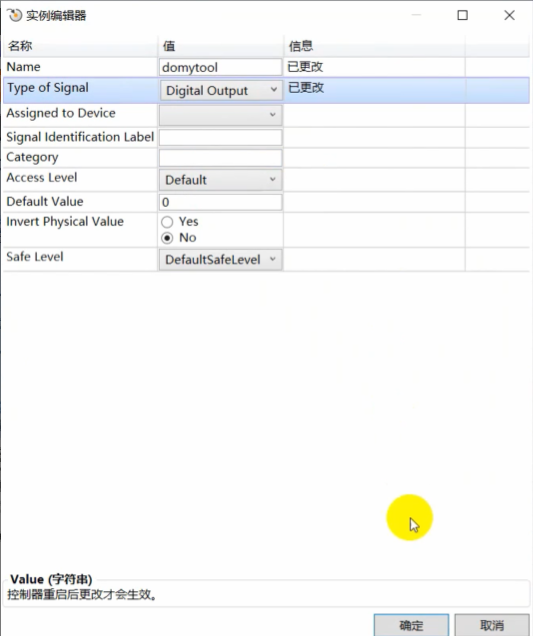 实例编辑器
名称 值 信息
Name domytool 已更改
Type of Signal Digital Output 已更改
Assigned to Device
Signal Identification Label
Category
Access Level Default
Default Value 0
Invert Physical Value Yes
No
Safe Level DefaultSafeLevel
Value (字符串)
控制器重启后更改才会生效。
确定 取消